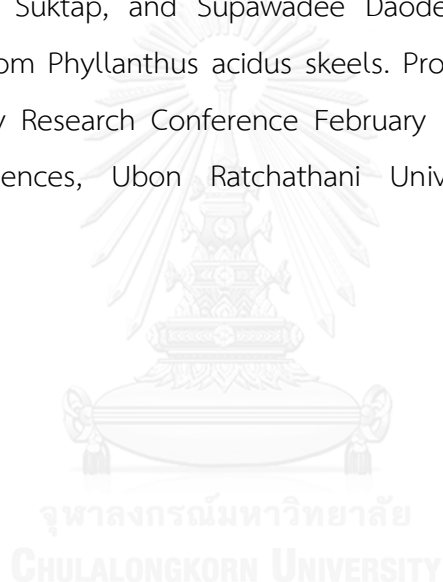 Suktap, and Supawadee Daode
om Phyllanthus acidus skeels. Pro
y Research Conference February
ences, Ubon Ratchathani Univ
จุฬาลงกรณ์มหาวิทยาลัย
CHULALONGKORN UNIVERSITY